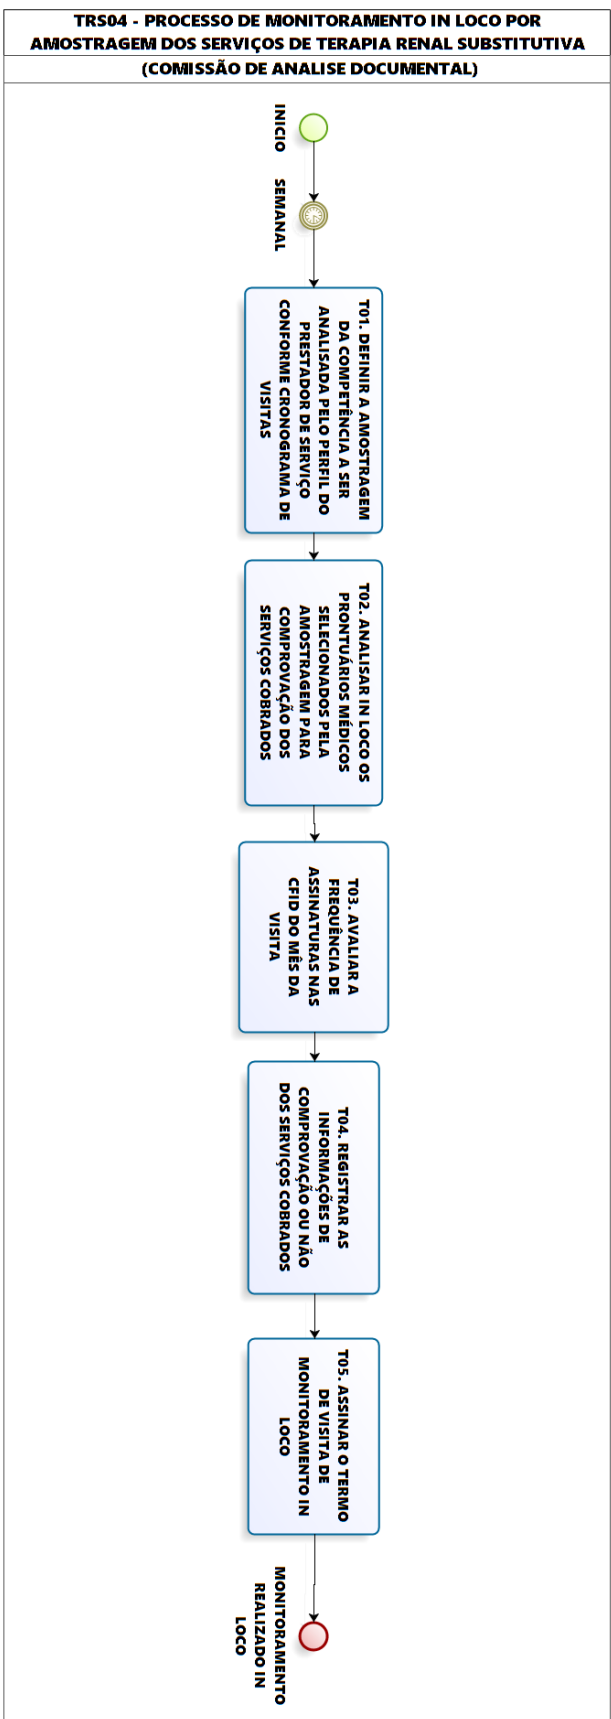 TRS04 - PROCESSO DE MONITORAMENTO IN LOCO POR
AMOSTRAGEM DOS SERVIÇOS DE TERAPIA RENAL SUBSTITUTIVA
(COMISSÃO DE ANALISE DOCUMENTAL)
INICIO
SEMANAL
T01. DEFINIR A AMOSTRAGEM
DA COMPETÊNCIA A SER
ANALISADA PELO PERFIL DO
PRESTADOR DE SERVIÇO
CONFORME CRONOGRAMA DE
VISITAS
T02. ANALISAR IN LOCO OS
PRONTUÁRIOS MÉDICOS
SELECIONADOS PELA
AMOSTRAGEM PARA
COMPROVAÇÃO DOS
SERVIÇOS COBRADOS
T03. AVALIAR A
FREQUÊNCIA DE
ASSINATURAS NAS
CFID DO MÊS DA
VISITA
T04. REGISTRAR AS
INFORMAÇÕES DE
COMPROVAÇÃO OU NÃO
DOS SERVIÇOS COBRADOS
T05. ASSINAR O TERMO
DE VISITA DE
MONITORAMENTO IN
LOCO
MONITORAMENTO
REALIZADO IN
LOCO